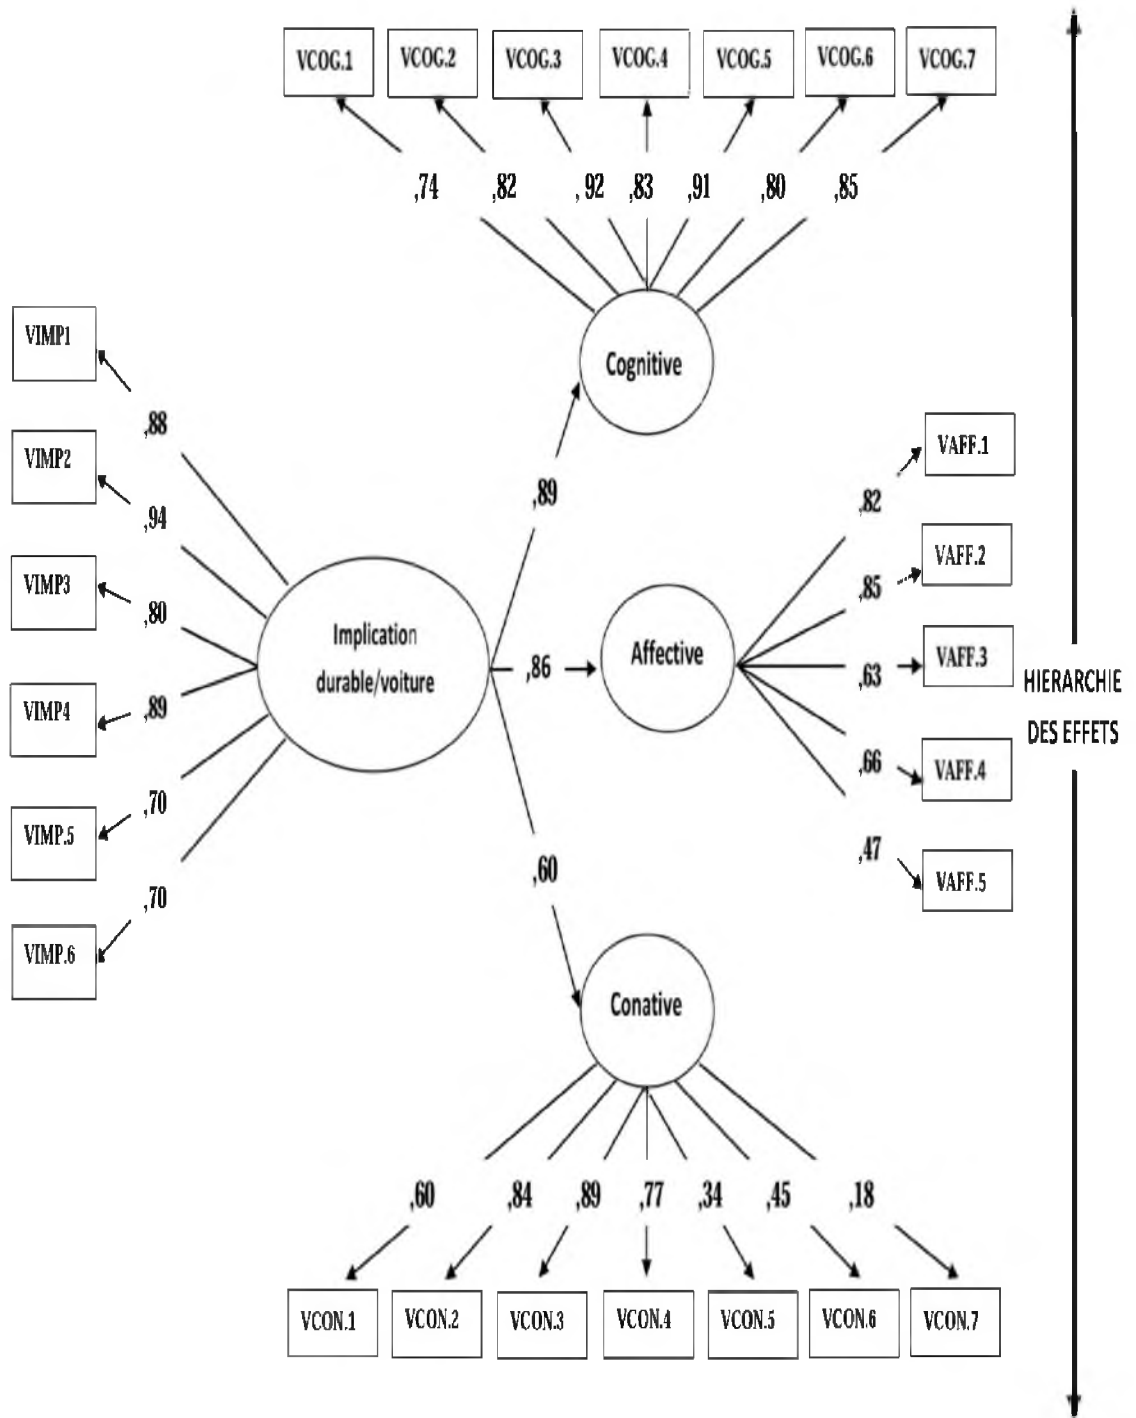 VCOG.1 VCOG.2 VCOG.3 VCOG.4 VCOG.5 VCOG.6 VCOG.7
,74 ,82 ,92 ,83 ,91 ,80 ,85
Cognitive
VIMP1
VIMP2
VIMP3
VIMP4
VIMP.5
VIMP.6
,88
,94
,80
,89
,70
,70
Implication
durable/voiture
,89
,86
,60
Affective
,82
,85
,63
,66
,47
VAFF.1
VAFF.2
VAFF.3
VAFF.4
VAFF.5
HIERARCHIE
DES EFFETS
Conative
,60 ,84 ,89 ,77 ,34 ,45 ,18
VCON.1 VCON.2 VCON.3 VCON.4 VCON.5 VCON.6 VCON.7